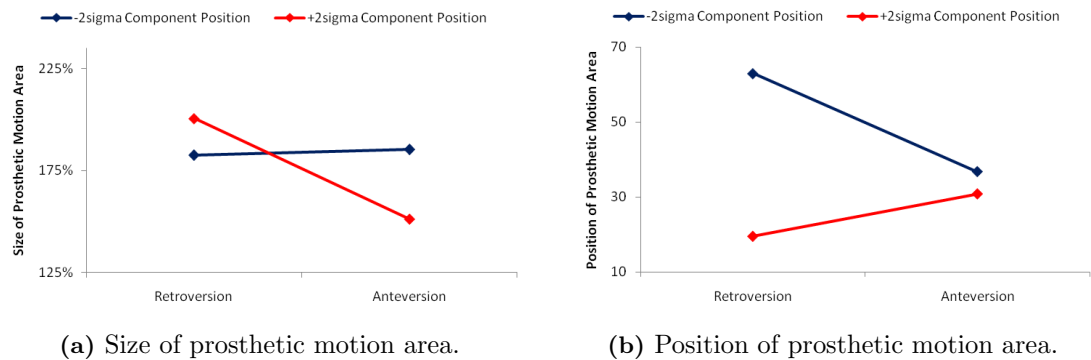 -2sigma Component Position +2sigma Component Position
225%
175%
125%
Size of Prosthetic Motion Area
Retroversion Anteversion
(a) Size of prosthetic motion area.
-2sigma Component Position +2sigma Component Position
70
50
30
10
Position of Prosthetic Motion Area
Retroversion Anteversion
(b) Position of prosthetic motion area.